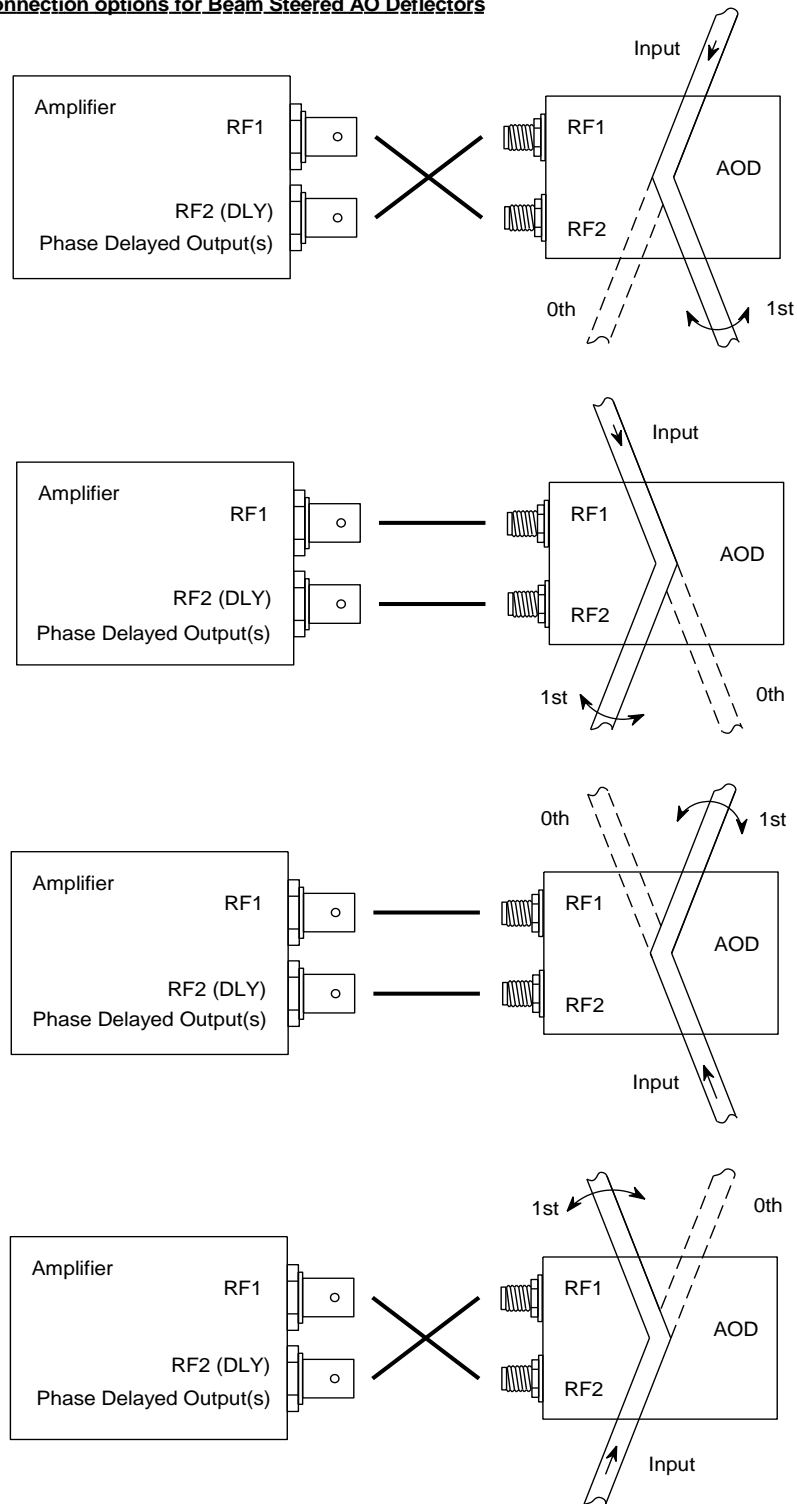 onnection options for Beam Steered AO Deflectors
Input
Amplifier
RF1
RF1
AOD
RF2 (DLY)
RF2
Phase Delayed Output(s)
0th
1st
Input
Amplifier
RF1
RF1
AOD
RF2 (DLY)
RF2
Phase Delayed Output(s)
1st
0th
0th
1st
Amplifier
RF1
RF1
AOD
RF2 (DLY)
RF2
Phase Delayed Output(s)
Input
1st
0th
Amplifier
RF1
RF1
AOD
RF2 (DLY)
RF2
Phase Delayed Output(s)
Input